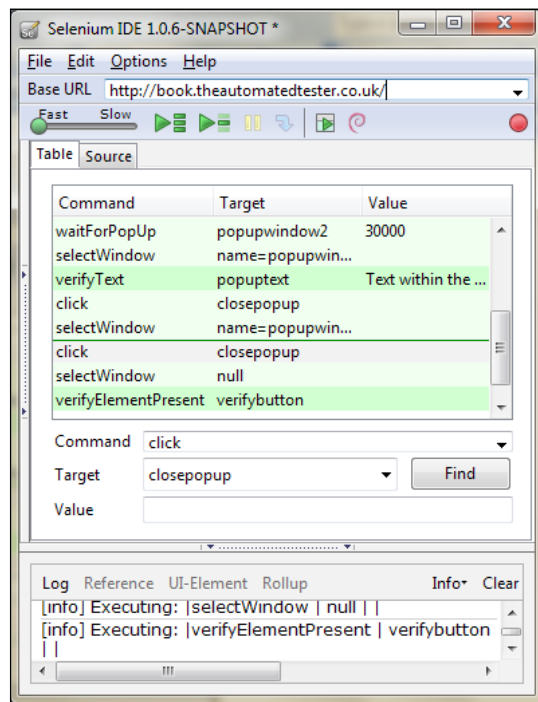 Selenium IDE 1.0.6-SNAPSHOT *
File Edit Options Help
Base URL http://book.theautomatedtester.co.uk/
Fast Slow
Table Source
Command Target Value
waitForPopUp popupwindow2 30000
selectWindow name=popupwin...
verifyText popuptext Text within the ...
click closepopup
selectWindow name=popupwin...
click closepopup
selectWindow null
verifyElementPresent verifybutton
Command click
Target closepopup Find
Value
Log Reference UI-Element Rollup Info Clear
[info] Executing: |selectWindow | null | |
[info] Executing: |verifyElementPresent | verifybutton
| |